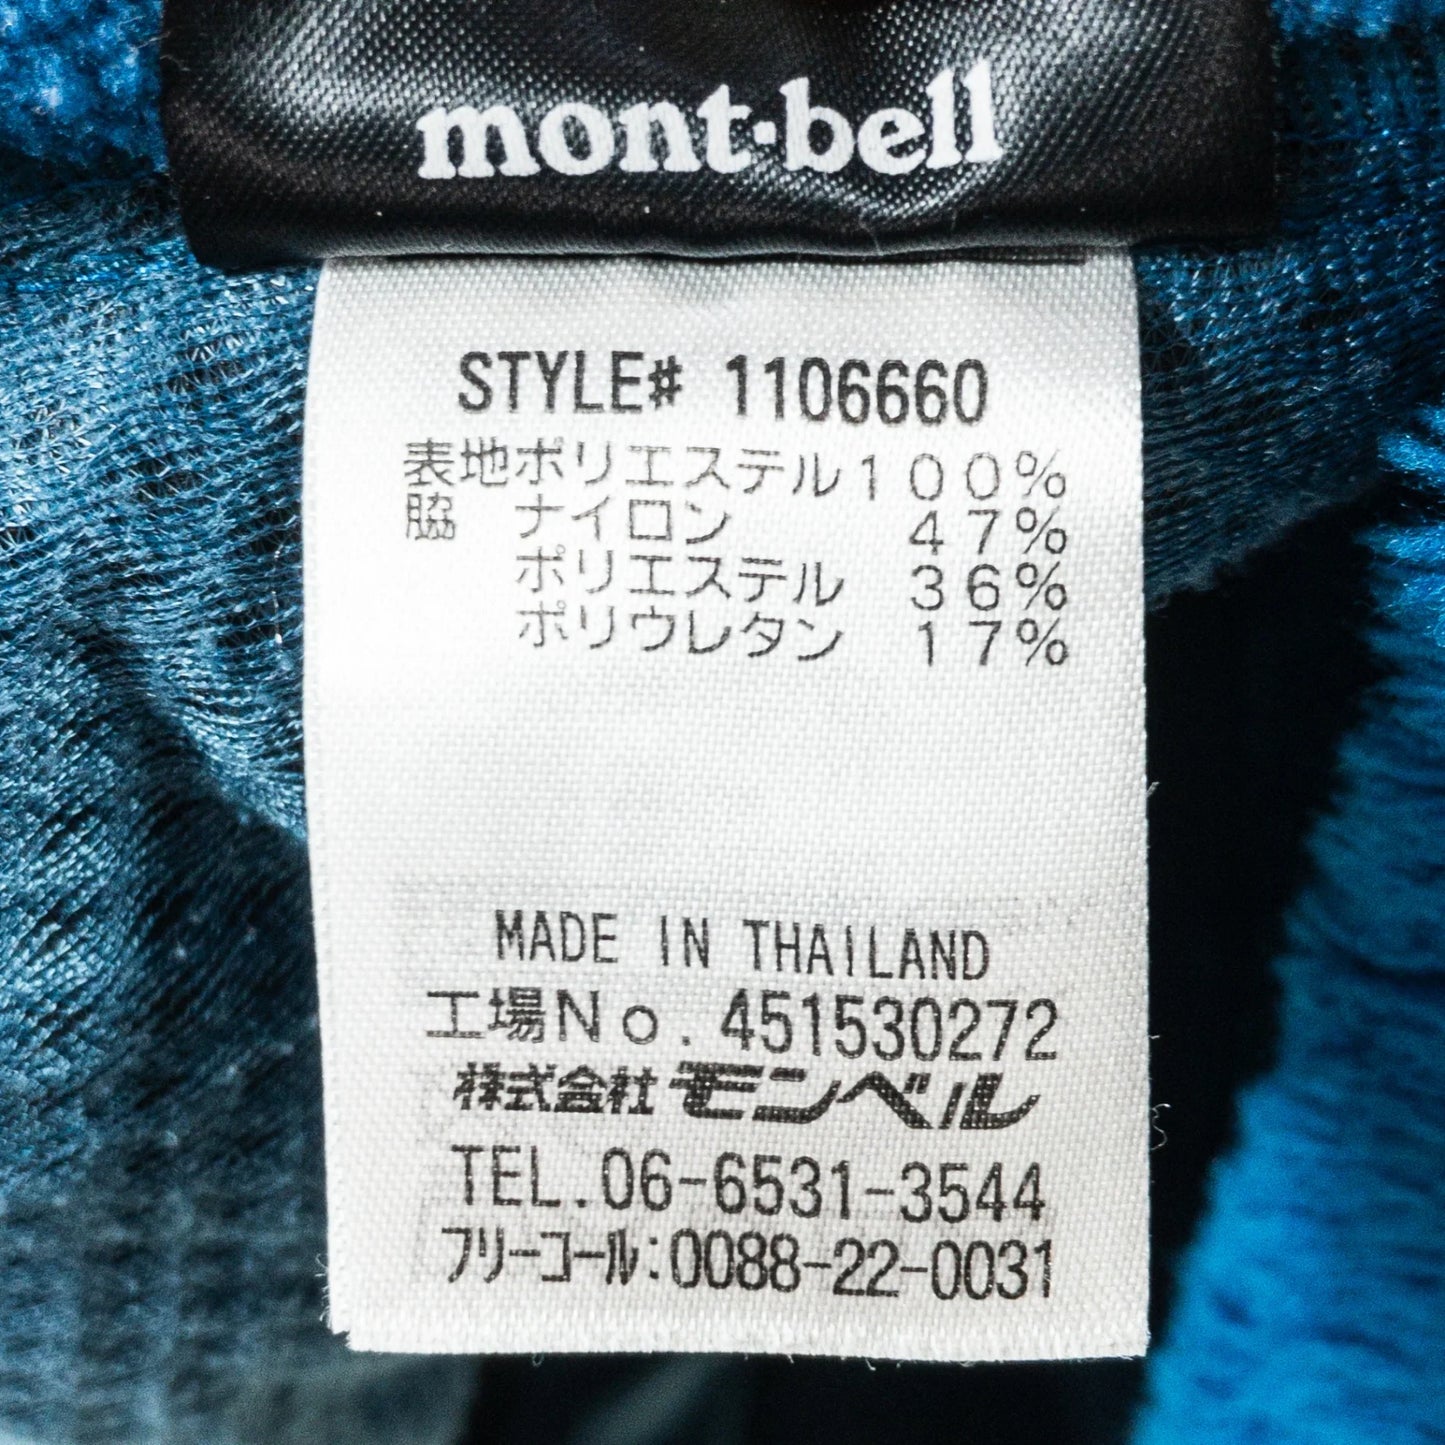 mont·bell
STYLE# 1106660
表地ポリエステル100%
脇 ナイロン 47%
ポリエステル 36%
ポリウレタン 17%
MADE IN THAILAND
工場No. 451530272
株式会社モンベル
TEL.06-6531-3544
フリーコール:0088-22-0031